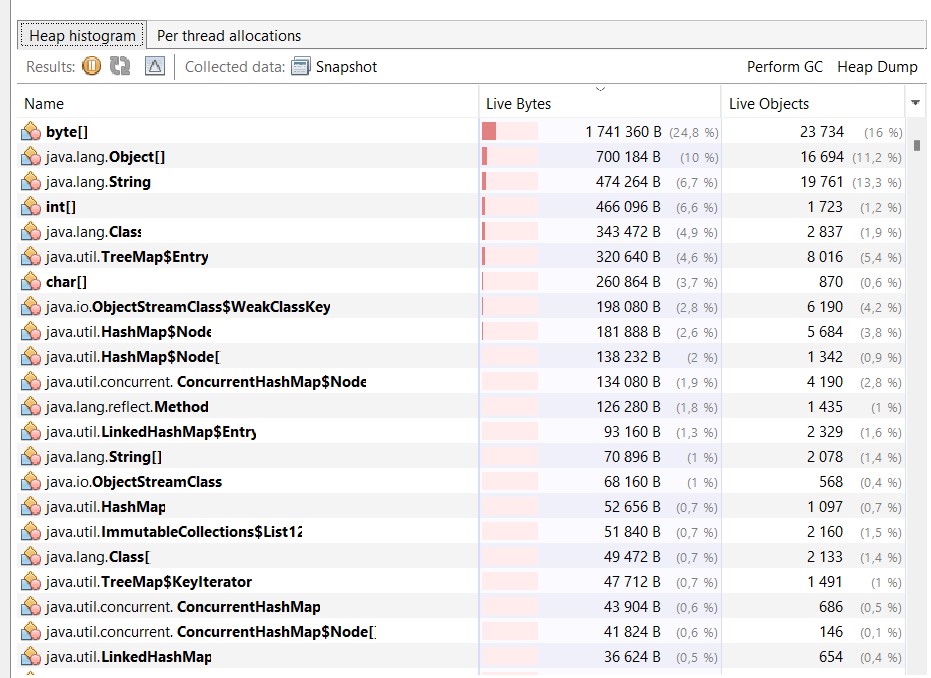 Heap histogram Per thread allocations
Results: Collected data: Snapshot Perform GC Heap Dump
Name Live Bytes Live Objects
byte[] 1 741 360 B (24,8 %) 23 734 (16 %)
java.lang.Object[] 700 184 B (10 %) 16 694 (11,2 %)
java.lang.String 474 264 B (6,7 %) 19 761 (13,3 %)
int[] 466 096 B (6,6 %) 1 723 (1,2 %)
java.lang.Class 343 472 B (4,9 %) 2 837 (1,9 %)
java.util.TreeMap$Entry 320 640 B (4,6 %) 8 016 (5,4 %)
char[] 260 864 B (3,7 %) 870 (0,6 %)
java.io.ObjectStreamClass$WeakClassKey 198 080 B (2,8 %) 6 190 (4,2 %)
java.util.HashMap$Node 181 888 B (2,6 %) 5 684 (3,8 %)
java.util.HashMap$Node[ 138 232 B (2 %) 1 342 (0,9 %)
java.util.concurrent. ConcurrentHashMap$Node 134 080 B (1,9 %) 4 190 (2,8 %)
java.lang.reflect.Method 126 280 B (1,8 %) 1 435 (1 %)
java.util.LinkedHashMap$Entry 93 160 B (1,3 %) 2 329 (1,6 %)
java.lang.String[] 70 896 B (1 %) 2 078 (1,4 %)
java.io.ObjectStreamClass 68 160 B (1 %) 568 (0,4 %)
java.util.HashMap 52 656 B (0,7 %) 1 097 (0,7 %)
java.util.ImmutableCollections$List12 51 840 B (0,7 %) 2 160 (1,5 %)
java.lang.Class[ 49 472 B (0,7 %) 2 133 (1,4 %)
java.util.TreeMap$KeyIterator 47 712 B (0,7 %) 1 491 (1 %)
java.util.concurrent. ConcurrentHashMap 43 904 B (0,6 %) 686 (0,5 %)
java.util.concurrent. ConcurrentHashMap$Node[] 41 824 B (0,6 %) 146 (0,1 %)
java.util.LinkedHashMap 36 624 B (0,5 %) 654 (0,4 %)